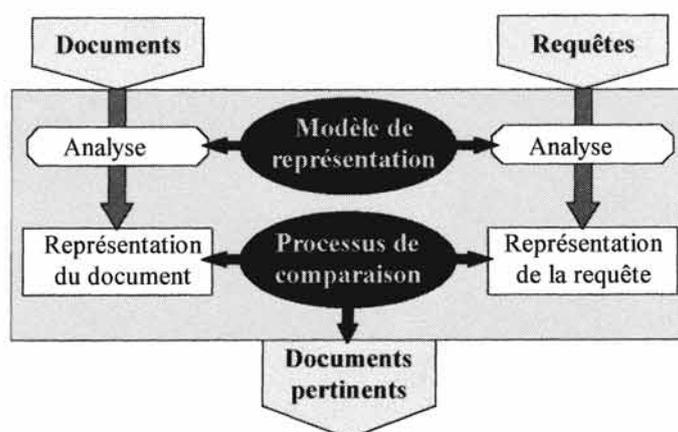 Documents
Requêtes
Modèle de
représentation
Analyse
Analyse
Représentation
du document
Processus de
comparaison
Représentation
de la requête
Documents
pertinents